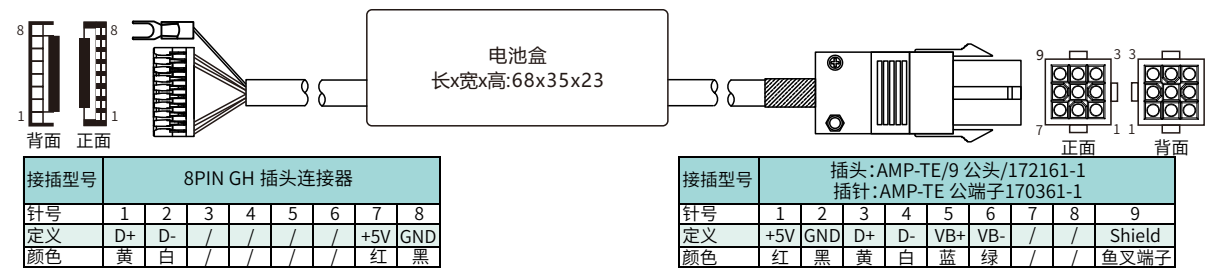 8
8
1
1
背面
正面
电池盒
长x宽x高:68x35x23
9
3
3
7
1
1
正面
背面
接插型号
8PIN GH 插头连接器
针号 1 2 3 4 5 6 7 8
定义 D+ D- / / / / +5V GND
颜色 黄 白 / / / / 红 黑
接插型号
插头:AMP-TE/9 公头/172161-1
插针:AMP-TE 公端子170361-1
针号 1 2 3 4 5 6 7 8 9
定义 +5V GND D+ D- VB+ VB- / / Shield
颜色 红 黑 黄 白 蓝 绿 / / 鱼叉端子